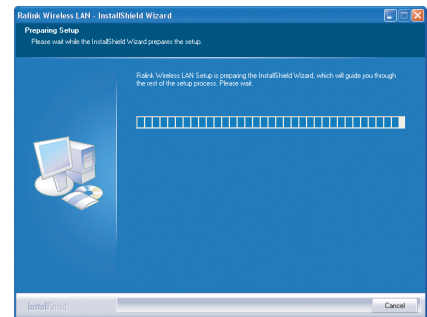 Ralink Wireless LAN - InstallShield Wizard
Preparing Setup
Please wait while the InstallShield Wizard prepares the setup.
Ralink Wireless LAN Setup is preparing the InstallShield Wizard, which will guide you through
the rest of the setup process. Please wait.
InstallShield
Cancel